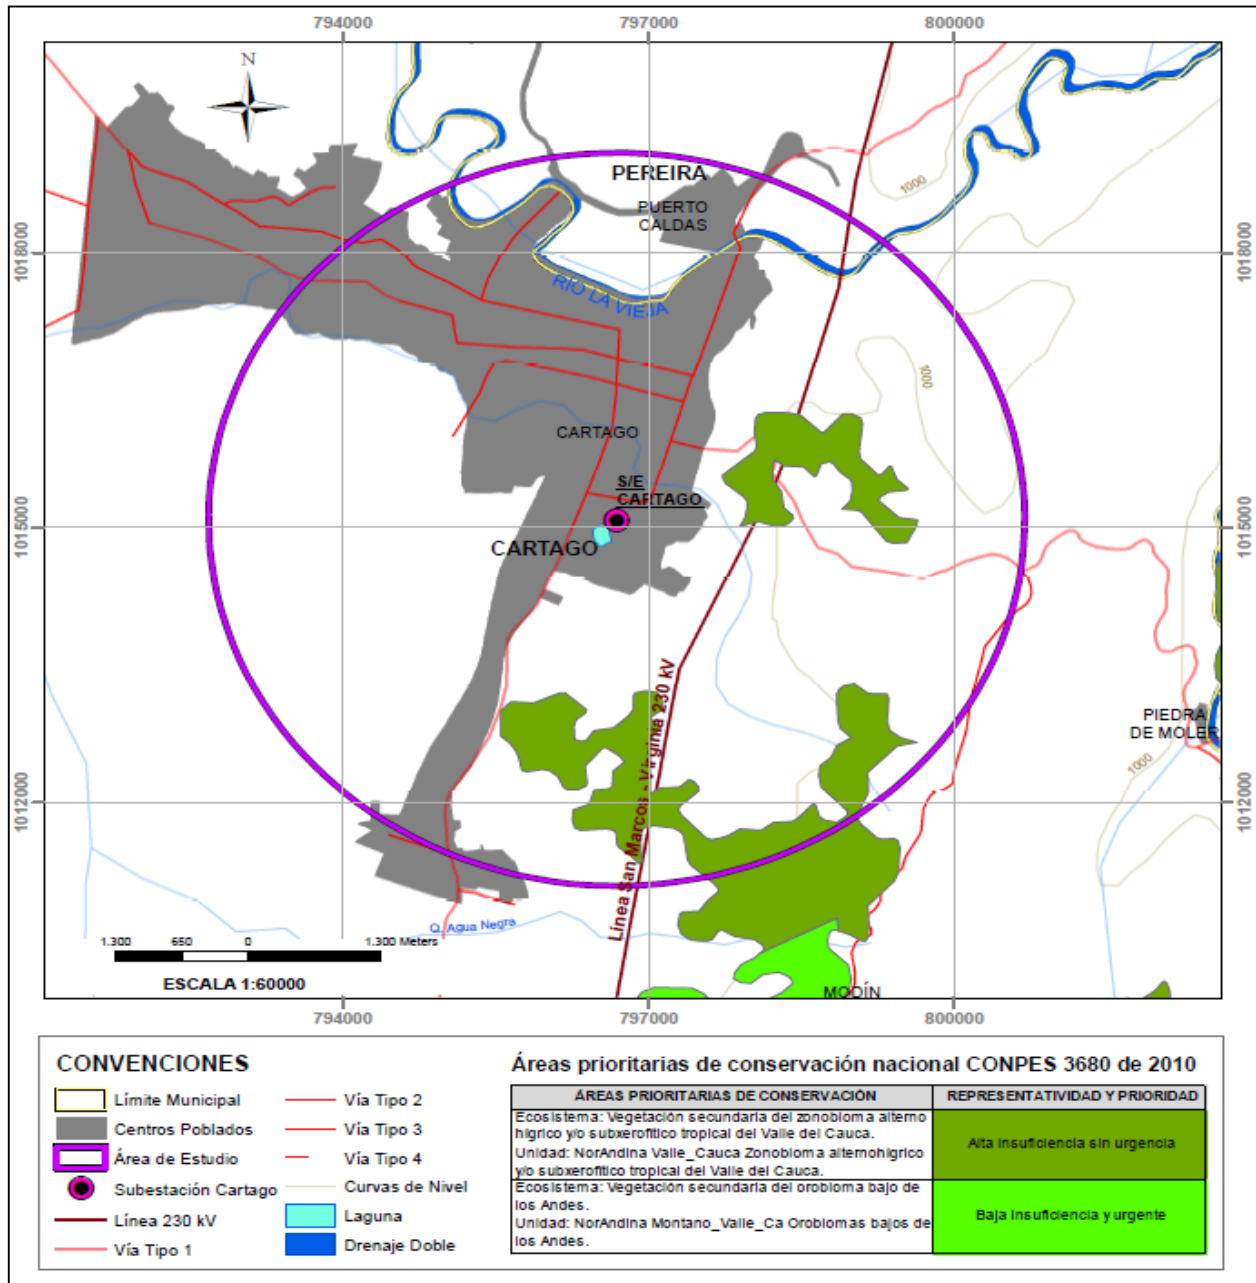 794000
797000
800000
N
1000
PEREIRA
PUERTO
CALDAS
1018000
1018000
RIO LA VIEJA
1000
CARTAGO
S/E
CARTAGO
1015000
1015000
CARTAGO
Línea San Marcos - Virginia 230 kV
PIEDRA
DE MOLER
1000
1012000
1012000
Q. Agua Negra
1.300 650 0 1.300 Meters
ESCALA 1:60000
MODÍN
794000
797000
800000
CONVENCIONES
Límite Municipal
Centros Poblados
Área de Estudio
Subestación Cartago
Línea 230 kV
Vía Tipo 1
Vía Tipo 2
Vía Tipo 3
Vía Tipo 4
Curvas de Nivel
Laguna
Drenaje Doble
Áreas prioritarias de conservación nacional CONPES 3680 de 2010
ÁREAS PRIORITARIAS DE CONSERVACIÓN
REPRESENTATIVIDAD Y PRIORIDAD
Ecosistema: Vegetación secundaria del zonobioma alterno
hígrico y/o subxerofítico tropical del Valle del Cauca.
Unidad: NorAndina Valle_Cauca Zonobioma alternohígrico
y/o subxerofítico tropical del Valle del Cauca.
Alta insuficiencia sin urgencia
Ecosistema: Vegetación secundaria del orobioma bajo de
los Andes.
Unidad: NorAndina Montano_Valle_Ca Orobiomas bajos de
los Andes.
Baja insuficiencia y urgente